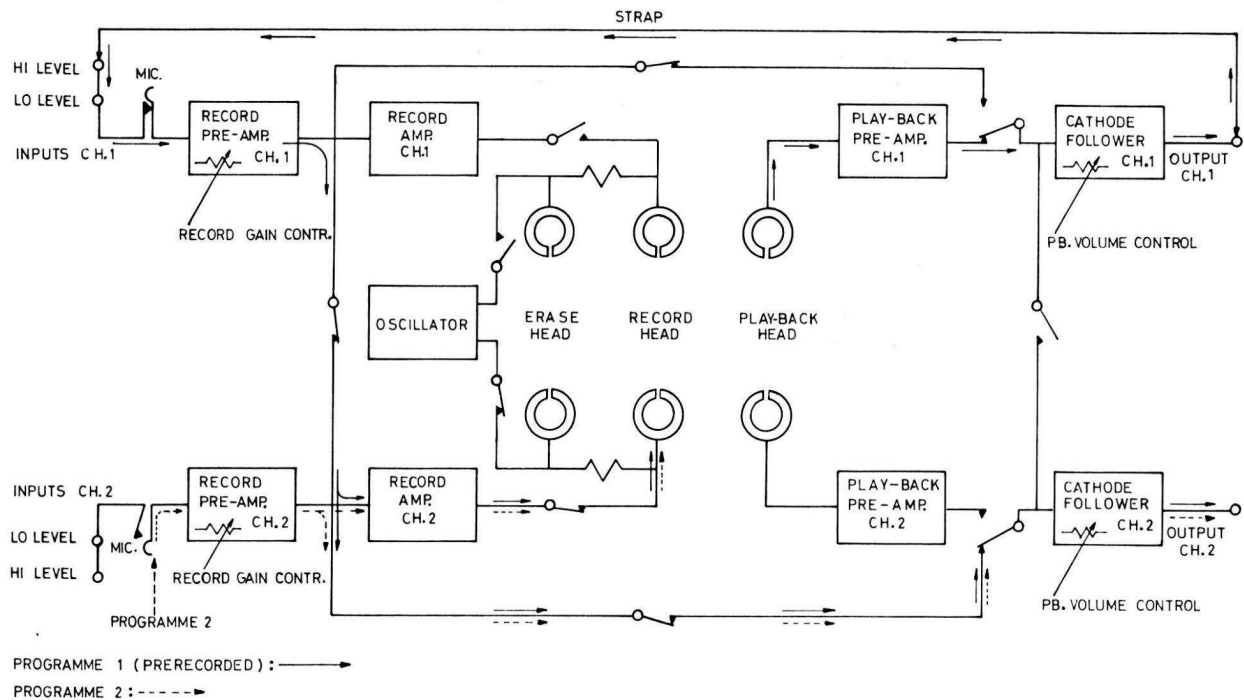 STRAP
HI LEVEL
LO LEVEL
MIC.
INPUTS CH.1
RECORD
PRE-AMP.
CH.1
RECORD GAIN CONTR.
RECORD
AMP.
CH.1
PLAY-BACK
PRE-AMP.
CH.1
CATHODE
FOLLOWER
CH.1
OUTPUT
CH.1
PB. VOLUME CONTROL
OSCILLATOR
ERASE
HEAD
RECORD
HEAD
PLAY-BACK
HEAD
INPUTS CH.2
LO LEVEL
HI LEVEL
MIC.
RECORD
PRE-AMP.
CH.2
RECORD GAIN CONTR.
RECORD
AMP.
CH.2
PLAY-BACK
PRE-AMP.
CH.2
CATHODE
FOLLOWER
CH.2
OUTPUT
CH.2
PB. VOLUME CONTROL
PROGRAMME 2
PROGRAMME 1 (PRERECORDED):
PROGRAMME 2: